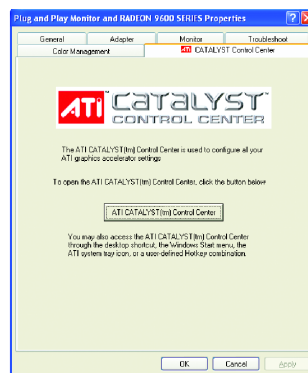 Plug and Play Monitor and RADEON 9600 SERIES Properties
General Adapter Monitor Troubleshoot
Color Management ATI CATALYST Control Center
ATI CATALYST™
CONTROL CENTER
The ATI CATALYST(tm) Control Center is used to configure all your
ATI graphics accelerator settings
To open the ATI CATALYST(tm) Control Center, click the button below
ATI CATALYST(tm) Control Center
You may also access the ATI CATALYST(tm) Control Center
through the desktop shortcut, the Windows Start menu, the
ATI system tray icon, or a user-defined Hotkey combination.
OK Cancel Apply